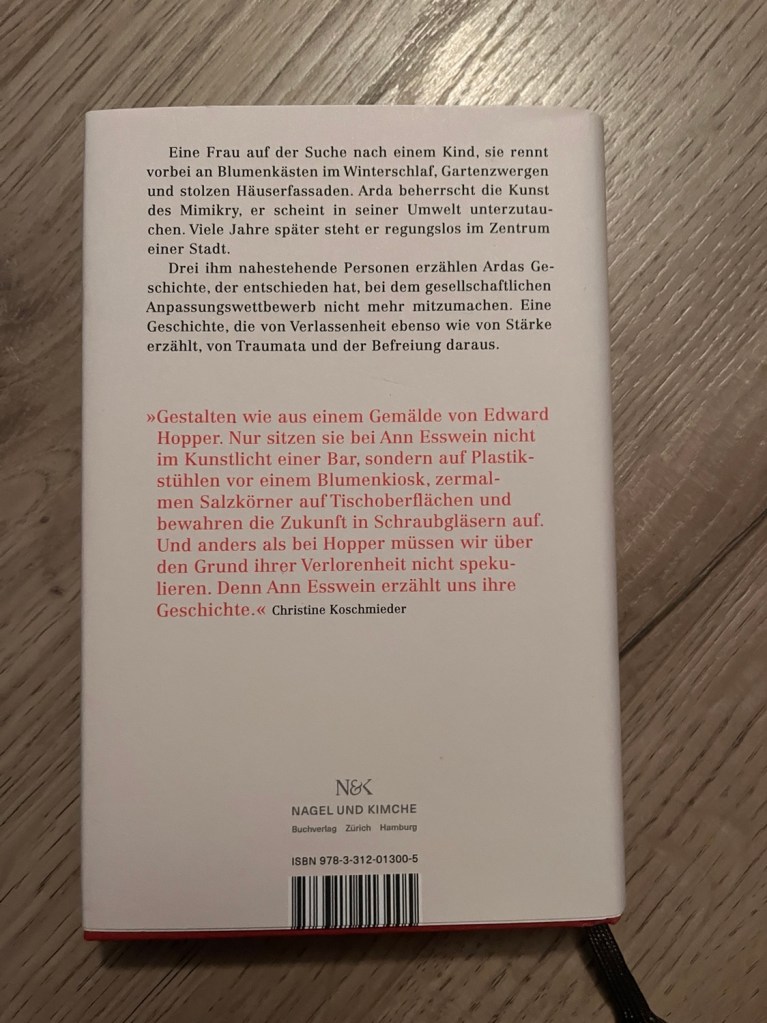 Eine Frau auf der Suche nach einem Kind, sie rennt
vorbei an Blumenkästen im Winterschlaf, Gartenzwergen
und stolzen Häuserfassaden. Arda beherrscht die Kunst
des Mimikry, er scheint in seiner Umwelt unterzutau-
chen. Viele Jahre später steht er regungslos im Zentrum
einer Stadt.
Drei ihm nahestehende Personen erzählen Ardas Ge-
schichte, der entschieden hat, bei dem gesellschaftlichen
Anpassungswettbewerb nicht mehr mitzumachen. Eine
Geschichte, die von Verlassenheit ebenso wie von Stärke
erzählt, von Traumata und der Befreiung daraus.
»Gestalten wie aus einem Gemälde von Edward
Hopper. Nur sitzen sie bei Ann Esswein nicht
im Kunstlicht einer Bar, sondern auf Plastik-
stühlen vor einem Blumenkiosk, zermal-
men Salzkörner auf Tischoberflächen und
bewahren die Zukunft in Schraubgläsern auf.
Und anders als bei Hopper müssen wir über
den Grund ihrer Verlorenheit nicht speku-
lieren. Denn Ann Esswein erzählt uns ihre
Geschichte.« Christine Koschmieder
N&K
NAGEL UND KIMCHE
Buchverlag Zürich Hamburg
ISBN 978-3-312-01300-5